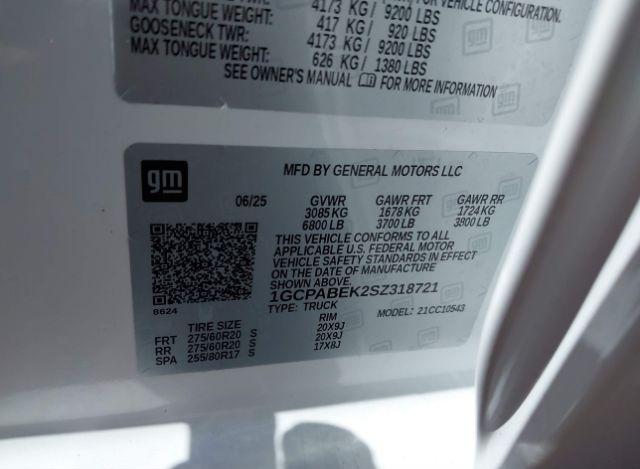 4173 KG/ 9200 LBS
MAX TONGUE WEIGHT: 417 KG/ 920 LBS
GOOSENECK TWR: 4173 KG/ 9200 LBS
MAX TONGUE WEIGHT: 626 KG/ 1380 LBS
FOR VEHICLE CONFIGURATION.
SEE OWNER'S MANUAL FOR MORE INFORMATION
gm
MFD BY GENERAL MOTORS LLC
06/25 GVWR GAWR FRT GAWR RR
3085 KG 1678 KG 1724 KG
6800 LB 3700 LB 3800 LB
THIS VEHICLE CONFORMS TO ALL
APPLICABLE U.S. FEDERAL MOTOR
VEHICLE SAFETY STANDARDS IN EFFECT
ON THE DATE OF MANUFACTURE
SHOWN ABOVE.
1GCPABEK2SZ318721
TYPE: TRUCK MODEL: 21CC10543
8624
TIRE SIZE RIM
FRT 275/60R20 S 20X9J
RR 275/60R20 S 20X9J
SPA 255/80R17 S 17X8J